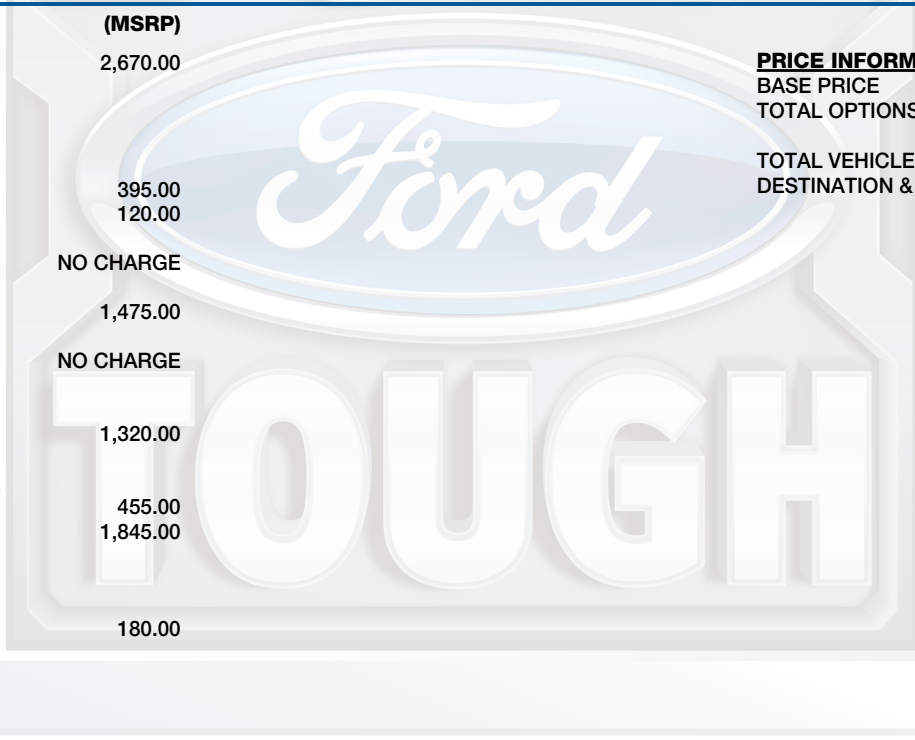 (MSRP)
2,670.00
395.00
120.00
NO CHARGE
1,475.00
NO CHARGE
1,320.00
455.00
1,845.00
180.00
PRICE INFORM
BASE PRICE
TOTAL OPTIONS
TOTAL VEHICLE
DESTINATION &
Ford
TOUGH